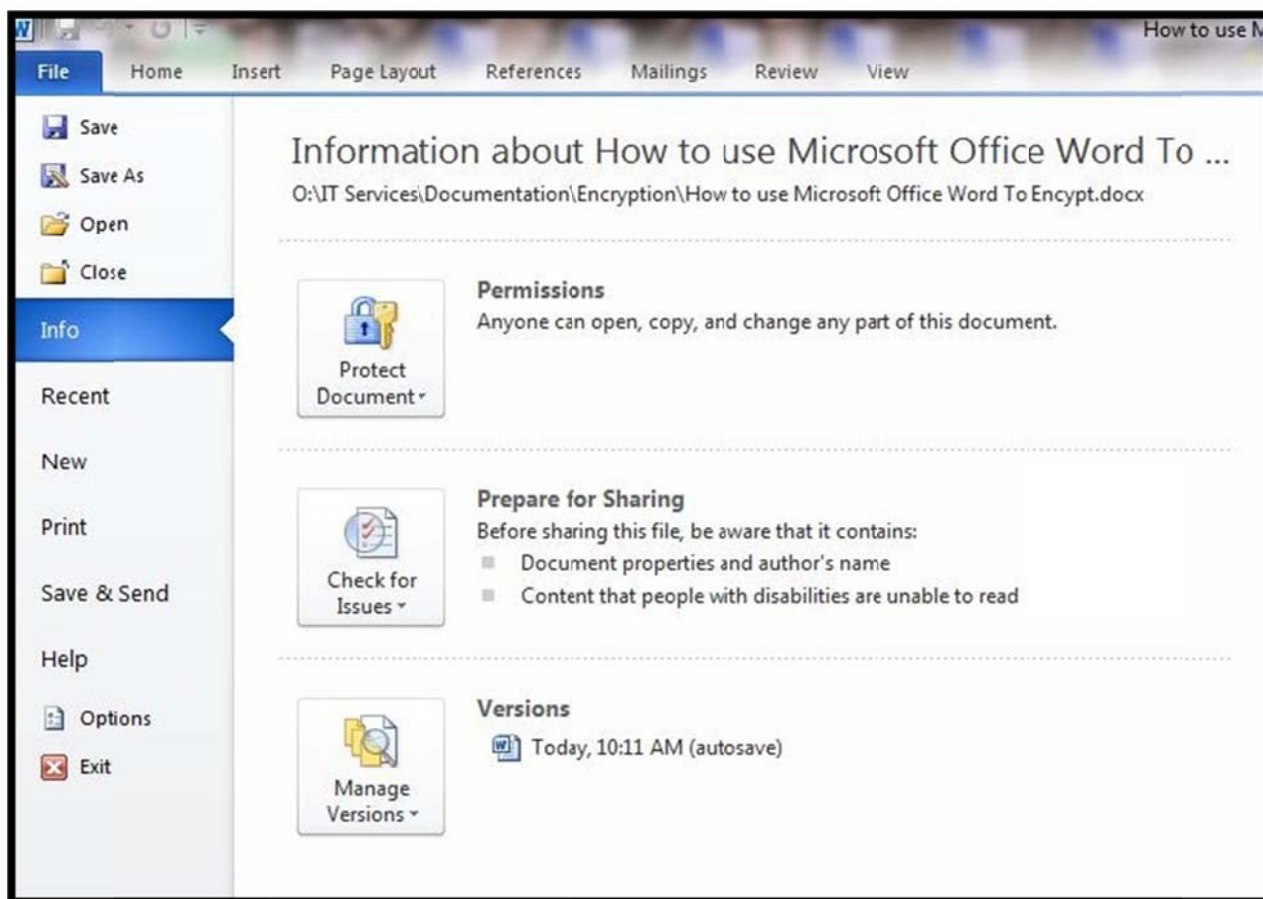 W
How to use M
File Home Insert Page Layout References Mailings Review View
Save
Save As
Open
Close
Info
Recent
New
Print
Save & Send
Help
Options
Exit
Information about How to use Microsoft Office Word To ...
O:\IT Services\Documentation\Encryption\How to use Microsoft Office Word To Encypt.docx
Protect
Document
Permissions
Anyone can open, copy, and change any part of this document.
Check for
Issues
Prepare for Sharing
Before sharing this file, be aware that it contains:
Document properties and author's name
Content that people with disabilities are unable to read
Manage
Versions
Versions
Today, 10:11 AM (autosave)